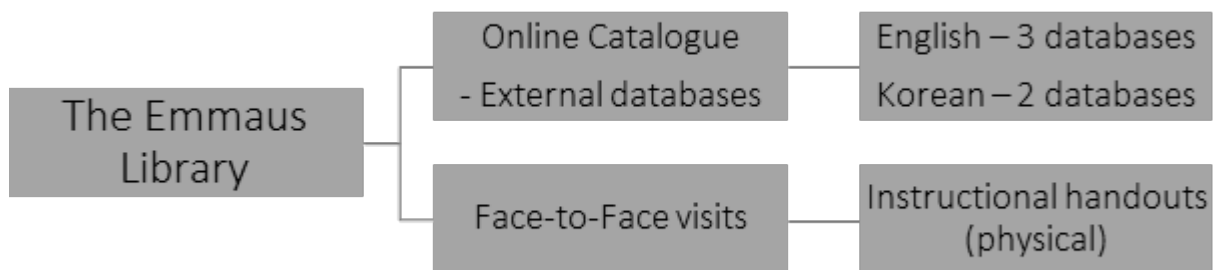 The Emmaus
Library
Online Catalogue
- External databases
English – 3 databases
Korean – 2 databases
Face-to-Face visits
Instructional handouts
(physical)